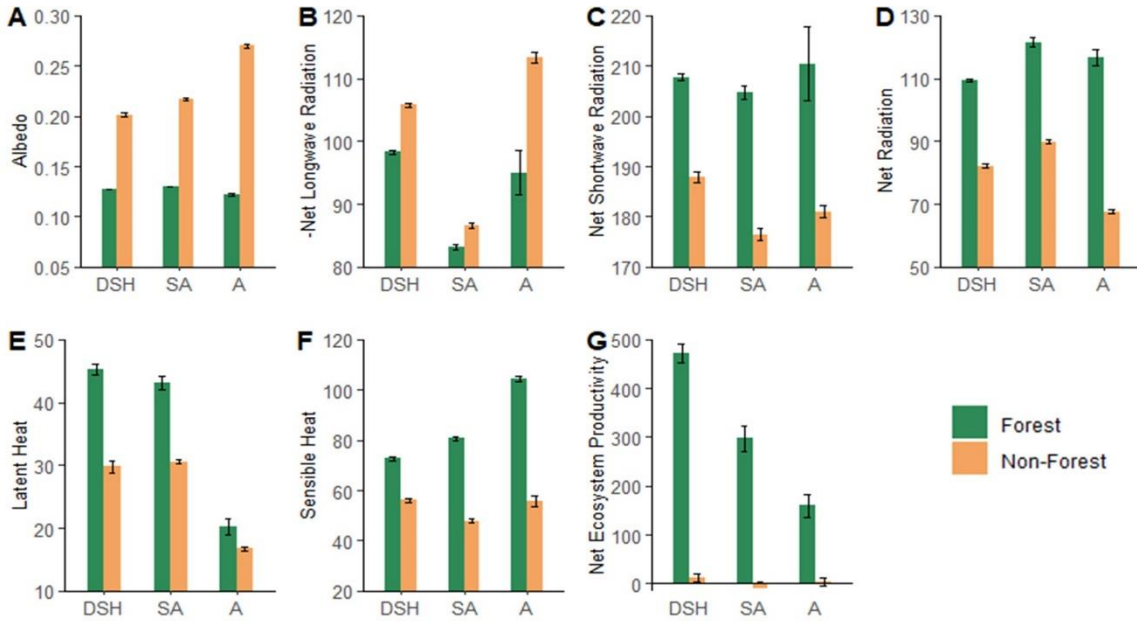 A
Albedo
0.30
0.25
0.20
0.15
0.10
0.05
DSH SA A
B
-Net Longwave Radiation
120
110
100
90
80
DSH SA A
C
Net Shortwave Radiation
220
210
200
190
180
170
DSH SA A
D
Net Radiation
130
110
90
70
50
DSH SA A
E
Latent Heat
50
40
30
20
10
DSH SA A
F
Sensible Heat
120
100
80
60
40
20
DSH SA A
G
Net Ecosystem Productivity
500
400
300
200
100
0
DSH SA A
Forest
Non-Forest